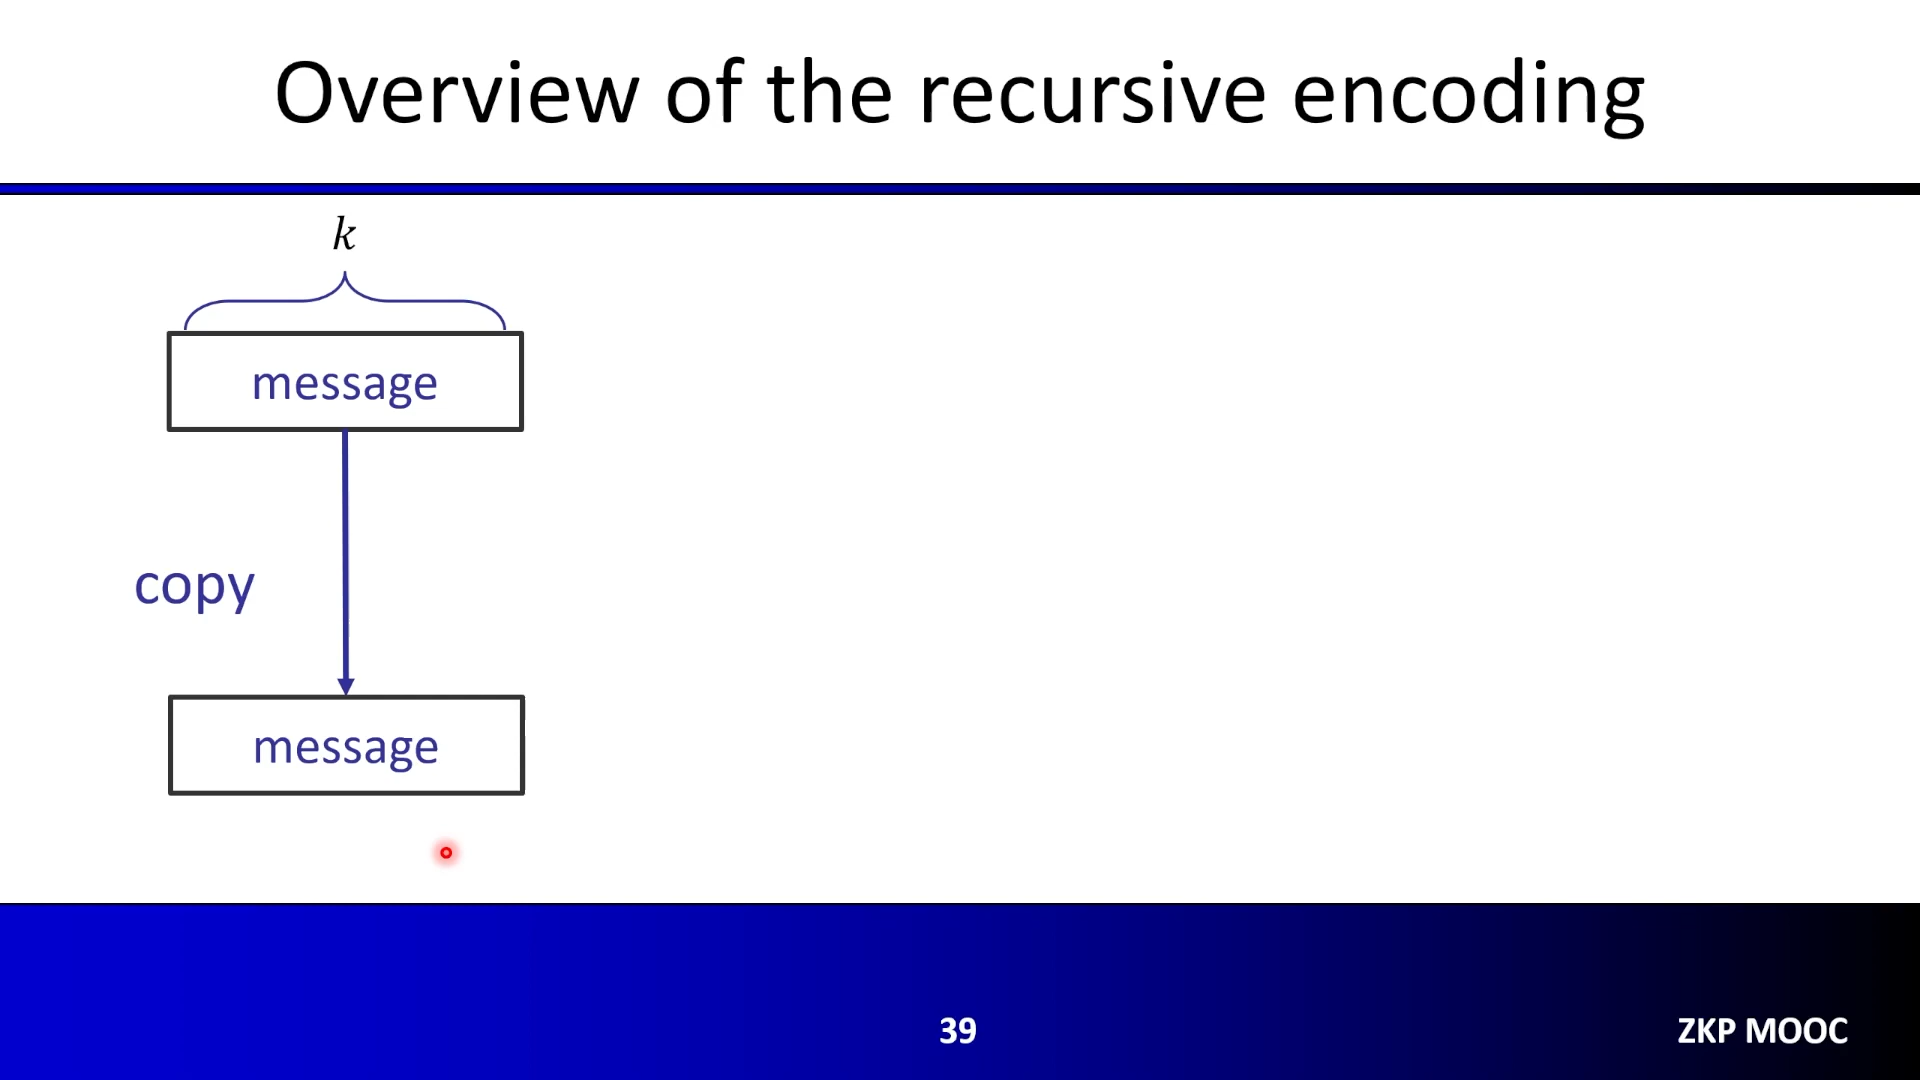 Overview of the recursive encoding
k
message
copy
message
39
ZKP MOOC